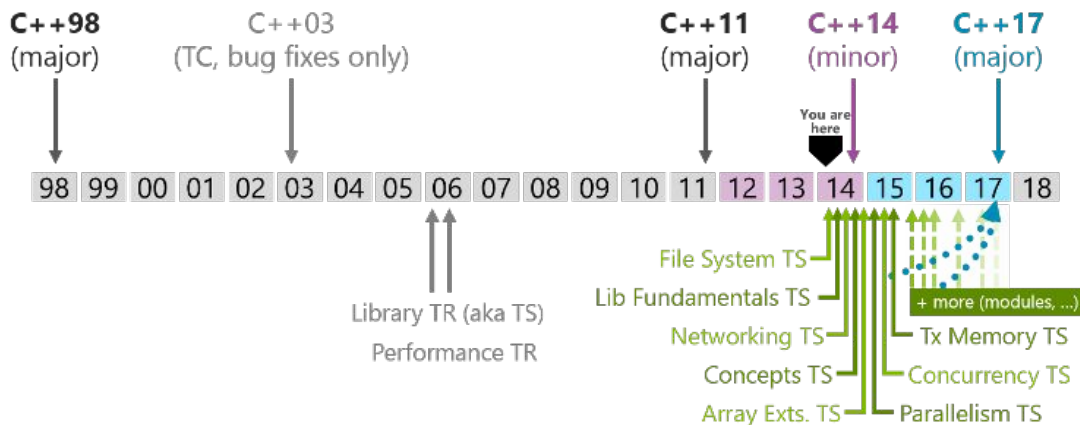 C++98
(major)
C++03
(TC, bug fixes only)
C++11
(major)
C++14
(minor)
C++17
(major)
You are
here
98 99 00 01 02 03 04 05 06 07 08 09 10 11 12 13 14 15 16 17 18
File System TS
Lib Fundamentals TS
+ more (modules, ...)
Library TR (aka TS)
Networking TS
Tx Memory TS
Performance TR
Concepts TS
Concurrency TS
Array Exts. TS
Parallelism TS